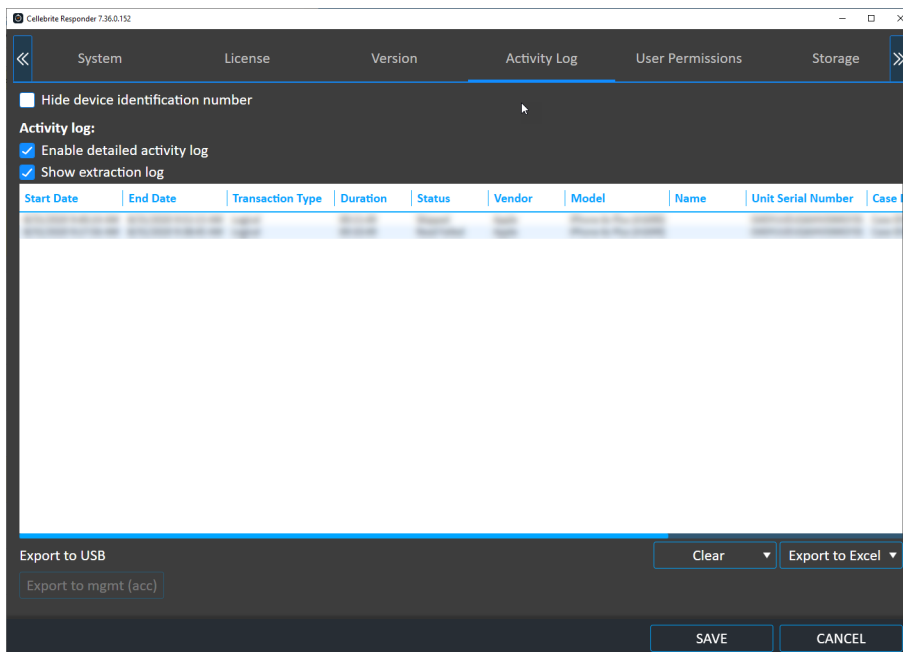 Cellebrite Responder 7.36.0.152
System License Version Activity Log User Permissions Storage
Hide device identification number
Activity log:
Enable detailed activity log
Show extraction log
Start Date End Date Transaction Type Duration Status Vendor Model Name Unit Serial Number Case
Export to USB
Clear Export to Excel
Export to mgmt (acc)
SAVE CANCEL